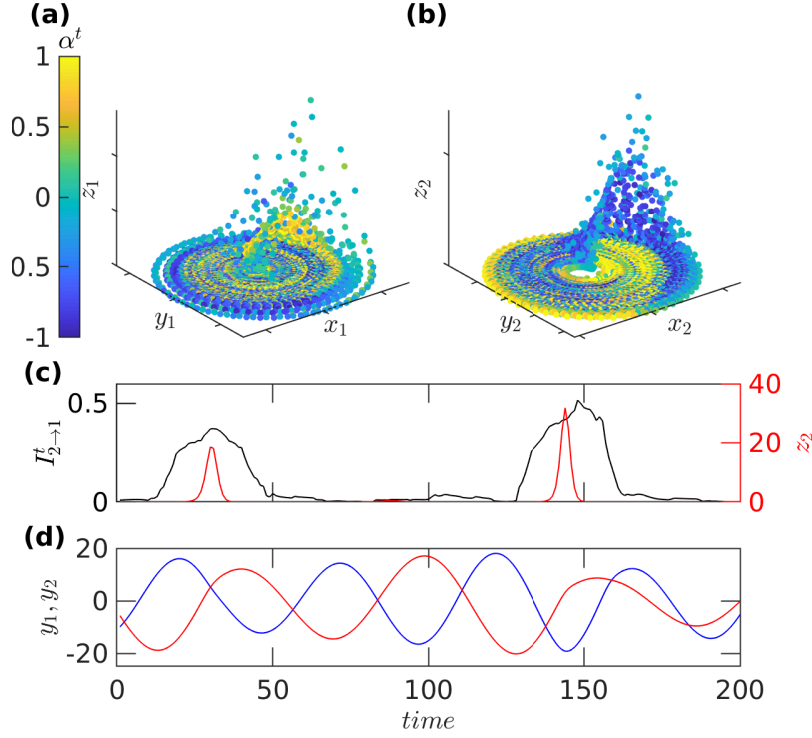 (a)
(b)
α^t
1
0.5
0
0.5
-1
z_1
y_1
x_1
z_2
y_2
x_2
(c)
0.5
0
I^t_{2→1}
40
20
0
z_2
(d)
20
0
-20
y_1, y_2
0
50
100
150
200
time